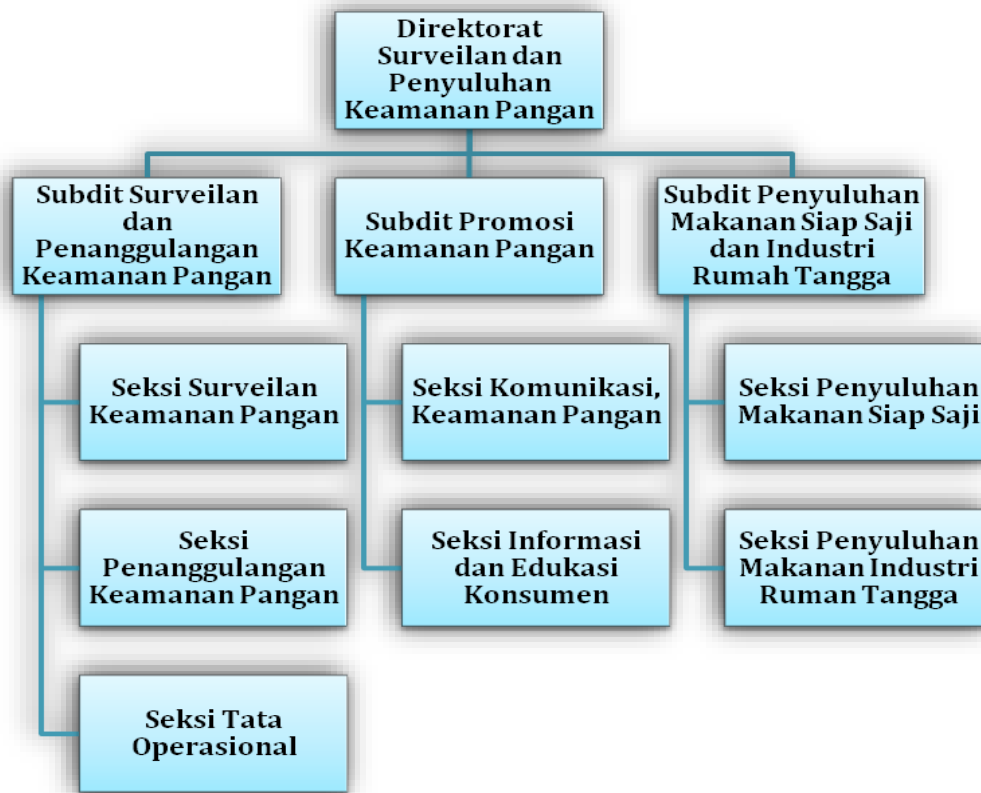 Direktorat
Surveilan dan
Penyuluhan
Keamanan Pangan
Subdit Surveilan
dan
Penanggulangan
Keamanan Pangan
Subdit Promosi
Keamanan Pangan
Subdit Penyuluhan
Makanan Siap Saji
dan Industri
Rumah Tangga
Seksi Surveilan
Keamanan Pangan
Seksi Penanggulangan
Keamanan Pangan
Seksi Tata
Operasional
Seksi Komunikasi,
Keamanan Pangan
Seksi Informasi
dan Edukasi
Konsumen
Seksi Penyuluhan
Makanan Siap Saji
Seksi Penyuluhan
Makanan Industri
Ruman Tangga